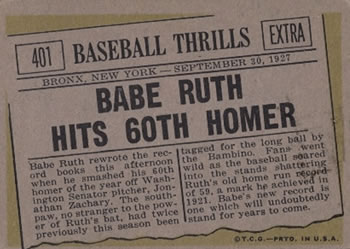 401
BASEBALL THRILLS
EXTRA
BRONX, NEW YORK — SEPTEMBER 30, 1927
BABE RUTH
HITS 60TH HOMER
Babe Ruth rewrote the rec-
ord books this afternoon
when he smashed his 60th
homer of the year off Wash-
ington Senator pitcher, Jon-
athan Zachary. The south-
paw, no stranger to the pow-
er of Ruth's bat, had twice
previously this season been
tagged for the long ball by
the Bambino. Fans went
wild as the baseball soared
into the stands shattering
Ruth's old home run record
of 59, a mark he achieved in
1921. Babe's new record is
one which will undoubtedly
stand for years to come.
© T.C.G.—PRTD. IN U.S.A.